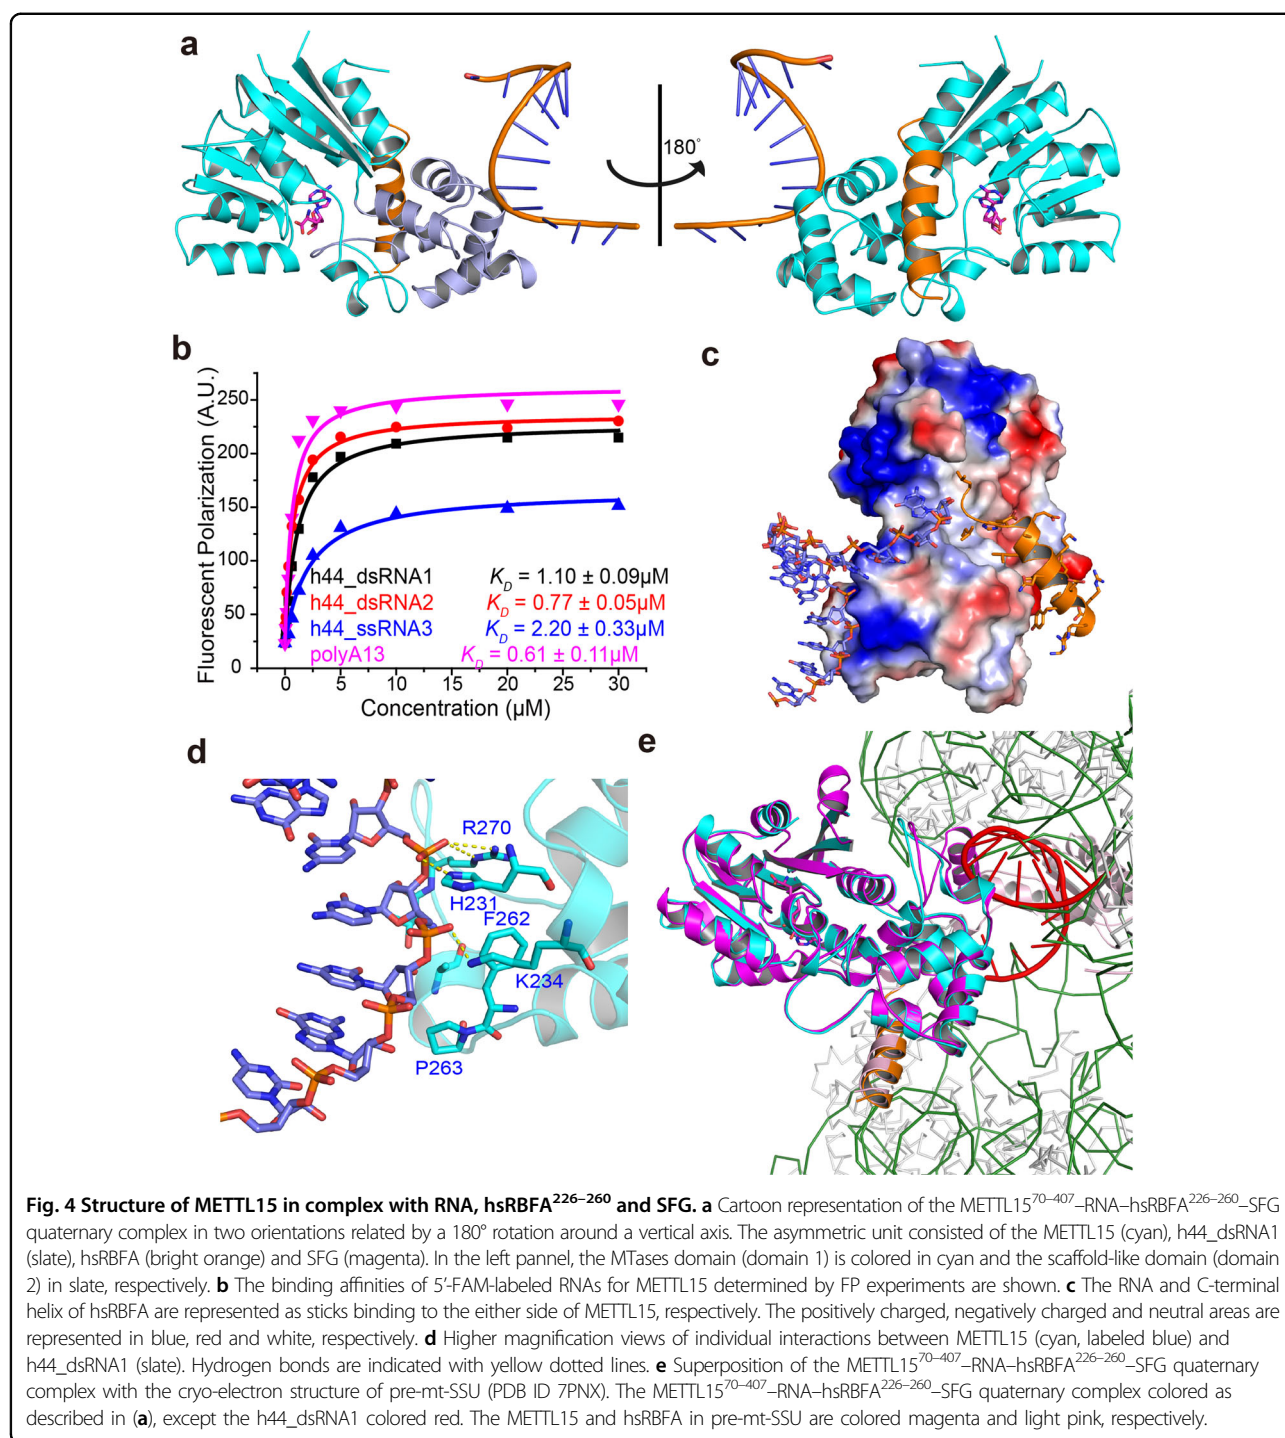 a
180°
b
Fluorescent Polarization (A.U.)
250
200
150
100
50
0
h44_dsRNA1 K_D = 1.10 ± 0.09µM
h44_dsRNA2 K_D = 0.77 ± 0.05µM
h44_ssRNA3 K_D = 2.20 ± 0.33µM
polyA13 K_D = 0.61 ± 0.11µM
0 5 10 15 20 25 30
Concentration (µM)
c
d
R270
H231
F262
K234
P263
e
Fig. 4 Structure of METTL15 in complex with RNA, hsRBFA²²⁶⁻²⁶⁰ and SFG. a Cartoon representation of the METTL15⁷⁰⁻⁴⁰⁷–RNA–hsRBFA²²⁶⁻²⁶⁰–SFG
quaternary complex in two orientations related by a 180° rotation around a vertical axis. The asymmetric unit consisted of the METTL15 (cyan), h44_dsRNA1
(slate), hsRBFA (bright orange) and SFG (magenta). In the left pannel, the MTases domain (domain 1) is colored in cyan and the scaffold-like domain (domain
2) in slate, respectively. b The binding affinities of 5′-FAM-labeled RNAs for METTL15 determined by FP experiments are shown. c The RNA and C-terminal
helix of hsRBFA are represented as sticks binding to the either side of METTL15, respectively. The positively charged, negatively charged and neutral areas are
represented in blue, red and white, respectively. d Higher magnification views of individual interactions between METTL15 (cyan, labeled blue) and
h44_dsRNA1 (slate). Hydrogen bonds are indicated with yellow dotted lines. e Superposition of the METTL15⁷⁰⁻⁴⁰⁷–RNA–hsRBFA²²⁶⁻²⁶⁰–SFG quaternary
complex with the cryo-electron structure of pre-mt-SSU (PDB ID 7PNX). The METTL15⁷⁰⁻⁴⁰⁷–RNA–hsRBFA²²⁶⁻²⁶⁰–SFG quaternary complex colored as
described in (a), except the h44_dsRNA1 colored red. The METTL15 and hsRBFA in pre-mt-SSU are colored magenta and light pink, respectively.